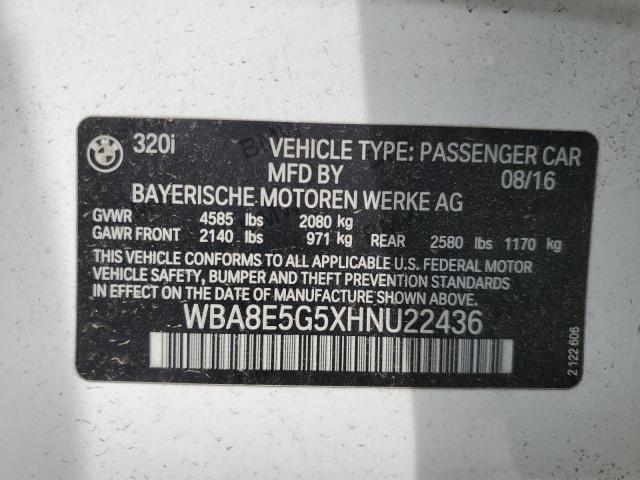 320i VEHICLE TYPE: PASSENGER CAR
MFD BY 08/16
BAYERISCHE MOTOREN WERKE AG
GVWR 4585 lbs 2080 kg
GAWR FRONT 2140 lbs 971 kg REAR 2580 lbs 1170 kg
THIS VEHICLE CONFORMS TO ALL APPLICABLE U.S. FEDERAL MOTOR
VEHICLE SAFETY, BUMPER AND THEFT PREVENTION STANDARDS
IN EFFECT ON THE DATE OF MANUFACTURE SHOWN ABOVE.
WBA8E5G5XHNU22436
2 122 606